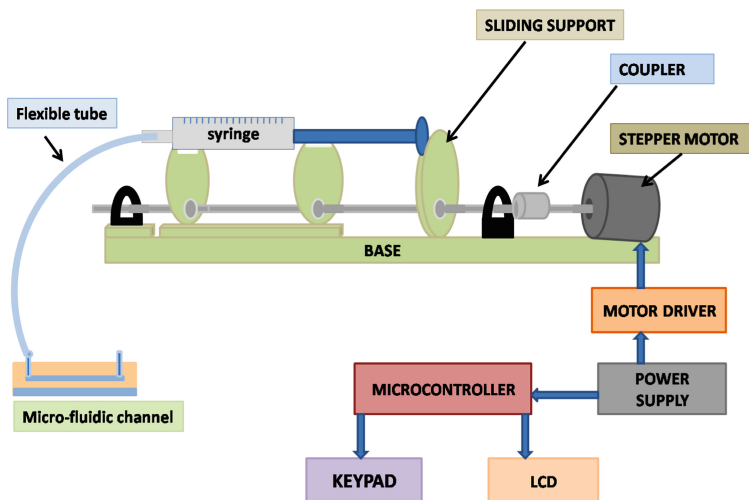 SLIDING SUPPORT
COUPLER
Flexible tube
syringe
STEPPER MOTOR
BASE
MOTOR DRIVER
MICROCONTROLLER
POWER
SUPPLY
Micro-fluidic channel
KEYPAD
LCD